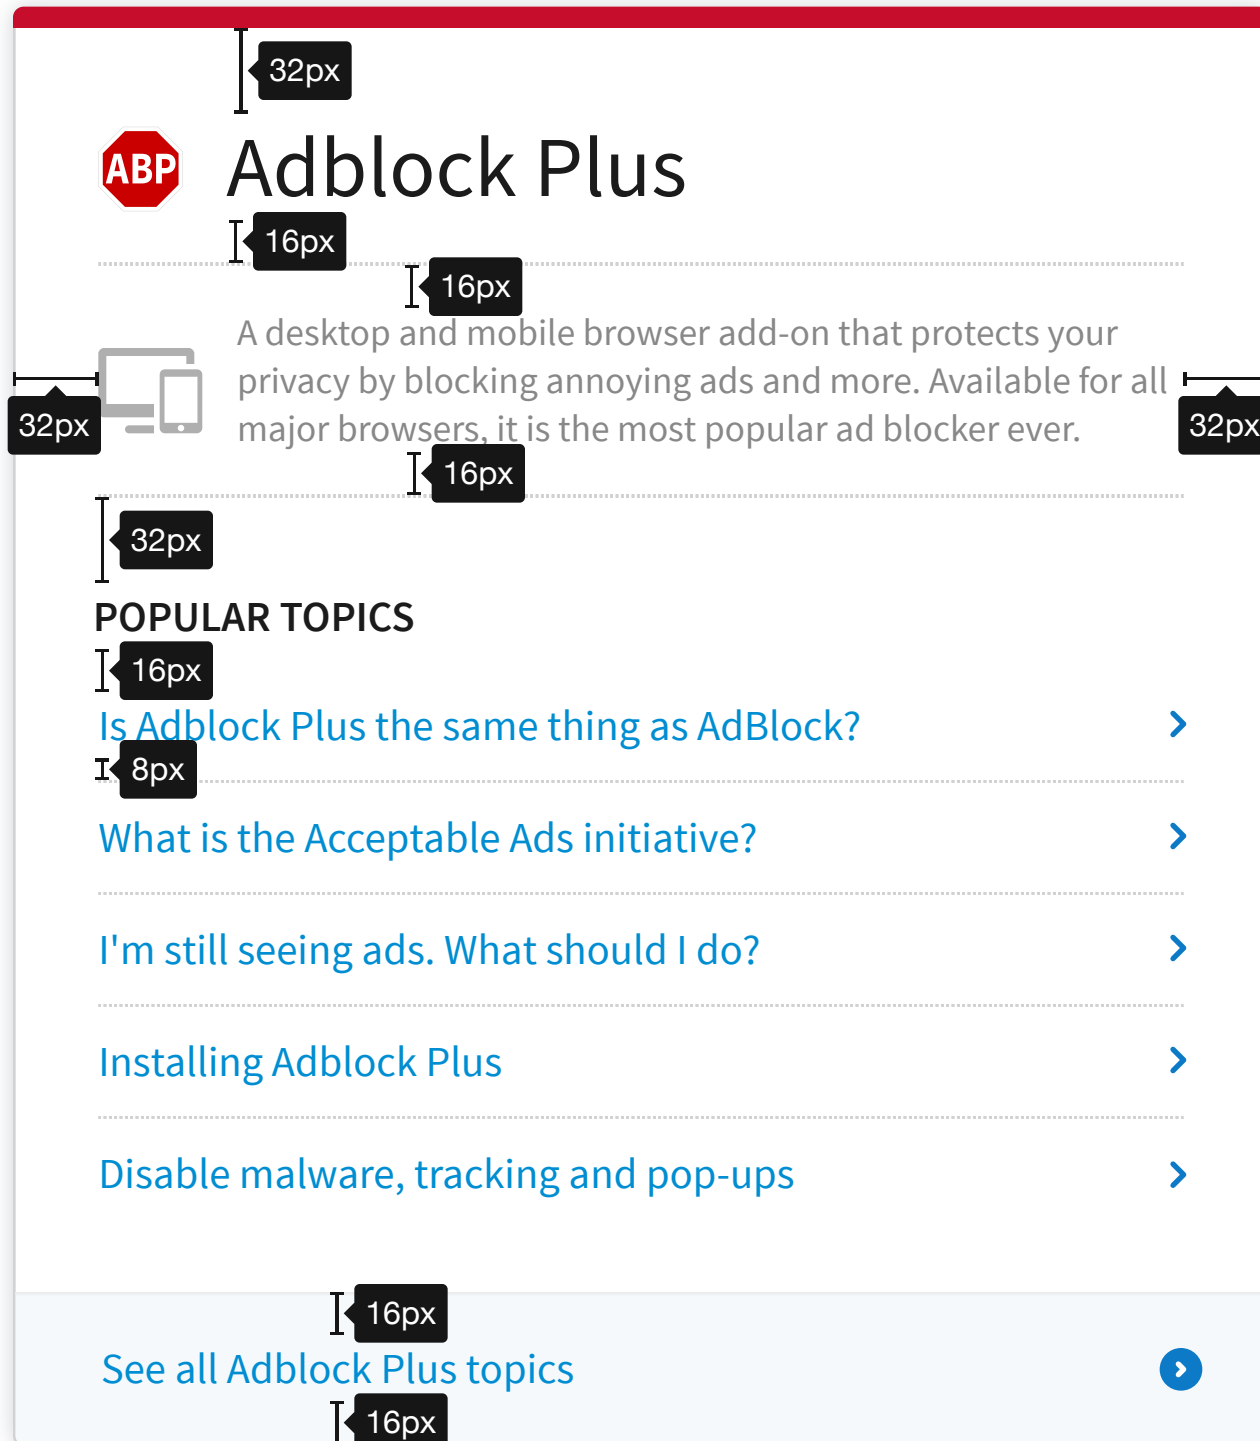 32px
ABP Adblock Plus
16px
16px
A desktop and mobile browser add-on that protects your
privacy by blocking annoying ads and more. Available for all
major browsers, it is the most popular ad blocker ever.
32px
32px
16px
32px
POPULAR TOPICS
16px
Is Adblock Plus the same thing as AdBlock?
8px
What is the Acceptable Ads initiative?
I'm still seeing ads. What should I do?
Installing Adblock Plus
Disable malware, tracking and pop-ups
16px
See all Adblock Plus topics
16px